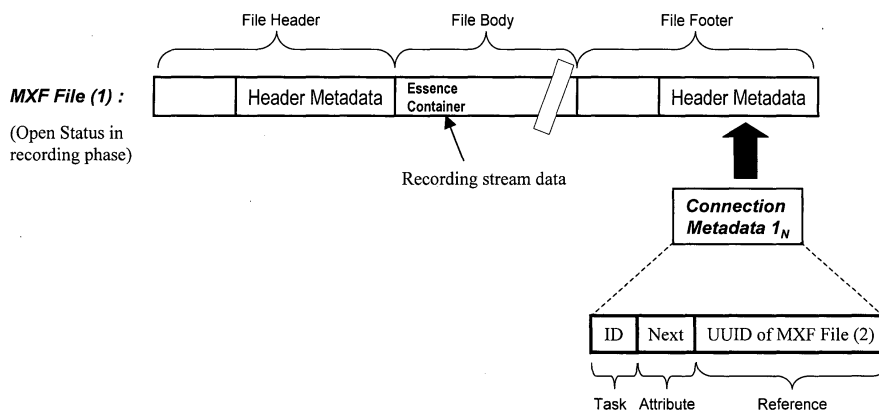 File Header
File Body
File Footer
MXF File (1) :
Header Metadata
Essence
Container
Header Metadata
(Open Status in
recording phase)
Recording stream data
Connection
Metadata 1N
ID
Next
UUID of MXF File (2)
Task
Attribute
Reference